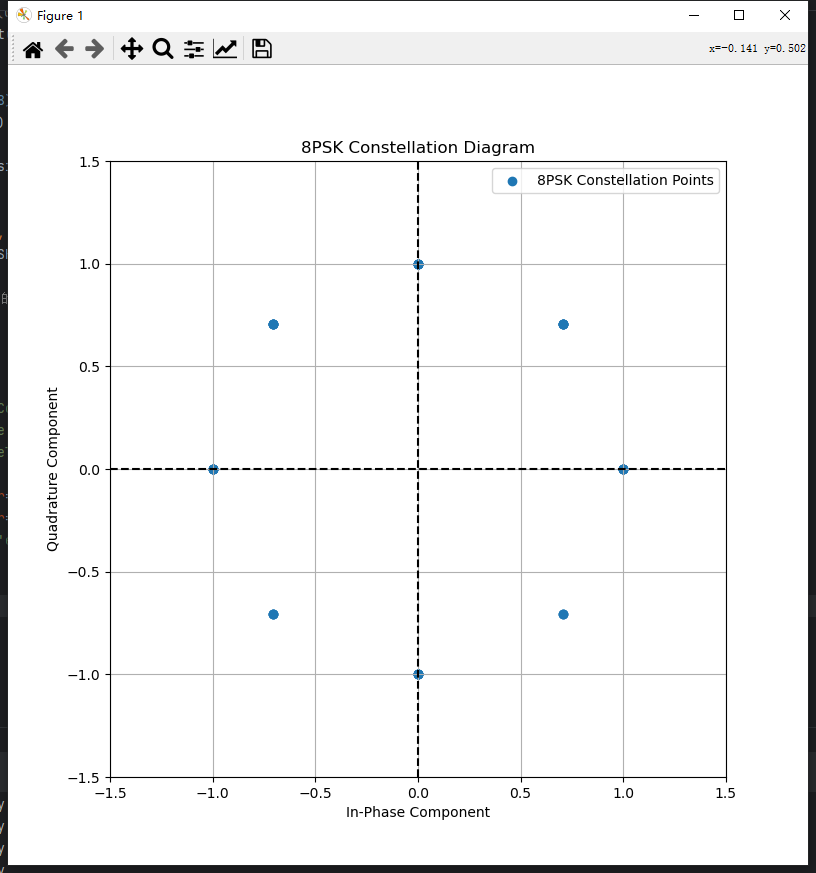 Figure 1
x=-0.141 y=0.502
8PSK Constellation Diagram
8PSK Constellation Points
1.5
1.0
0.5
0.0
−0.5
−1.0
−1.5
Quadrature Component
−1.5 −1.0 −0.5 0.0 0.5 1.0 1.5
In-Phase Component